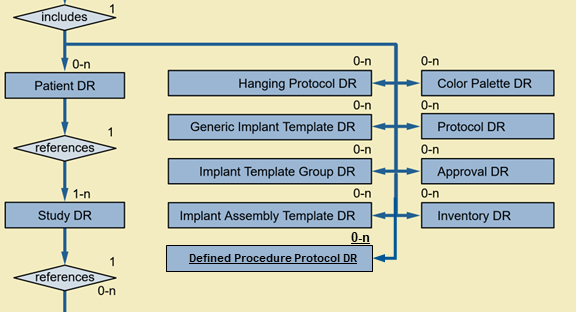 includes
1
0-n
Patient DR
references
1
1-n
Study DR
references
1
0-n
0-n
0-n
Hanging Protocol DR
Color Palette DR
0-n
0-n
Generic Implant Template DR
Protocol DR
0-n
0-n
Implant Template Group DR
Approval DR
0-n
0-n
Implant Assembly Template DR
Inventory DR
0-n
Defined Procedure Protocol DR